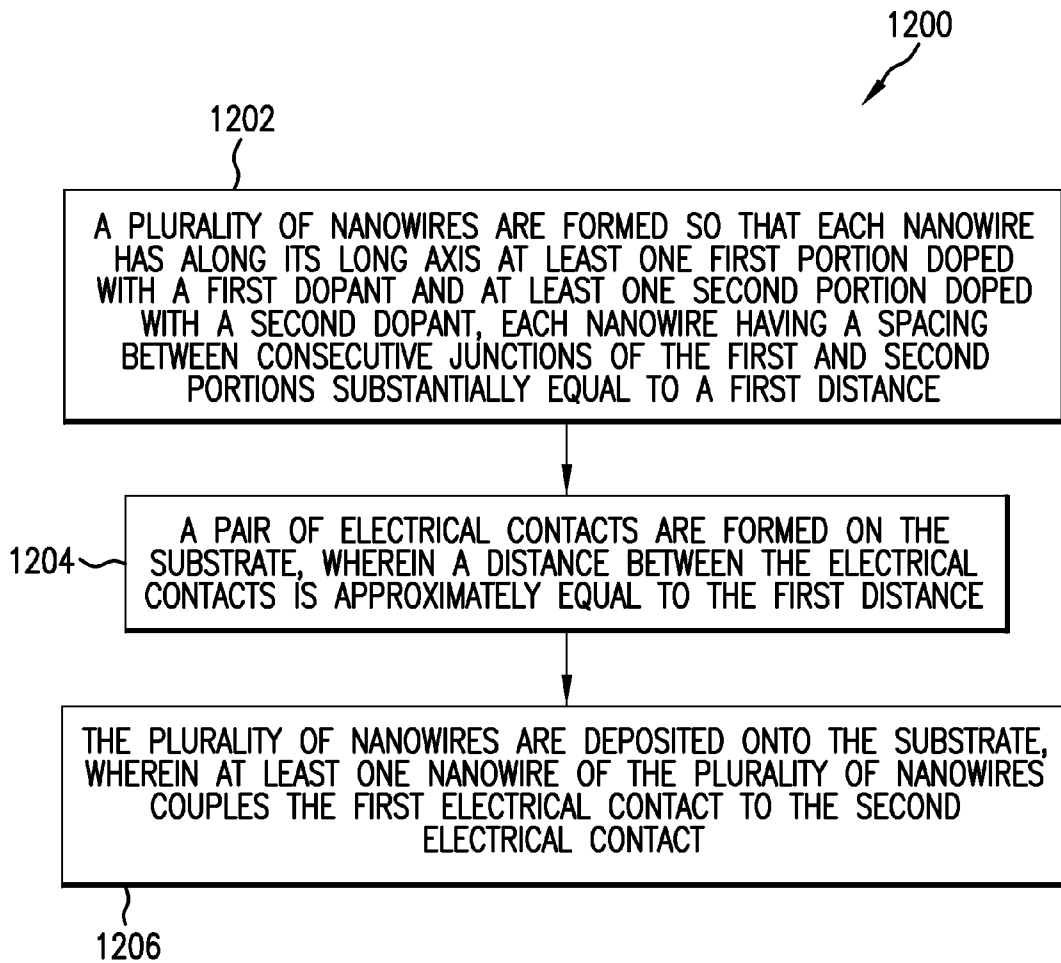 1200
1202
A PLURALITY OF NANOWIRES ARE FORMED SO THAT EACH NANOWIRE
HAS ALONG ITS LONG AXIS AT LEAST ONE FIRST PORTION DOPED
WITH A FIRST DOPANT AND AT LEAST ONE SECOND PORTION DOPED
WITH A SECOND DOPANT, EACH NANOWIRE HAVING A SPACING
BETWEEN CONSECUTIVE JUNCTIONS OF THE FIRST AND SECOND
PORTIONS SUBSTANTIALLY EQUAL TO A FIRST DISTANCE
1204
A PAIR OF ELECTRICAL CONTACTS ARE FORMED ON THE
SUBSTRATE, WHEREIN A DISTANCE BETWEEN THE ELECTRICAL
CONTACTS IS APPROXIMATELY EQUAL TO THE FIRST DISTANCE
THE PLURALITY OF NANOWIRES ARE DEPOSITED ONTO THE SUBSTRATE,
WHEREIN AT LEAST ONE NANOWIRE OF THE PLURALITY OF NANOWIRES
COUPLES THE FIRST ELECTRICAL CONTACT TO THE SECOND
ELECTRICAL CONTACT
1206